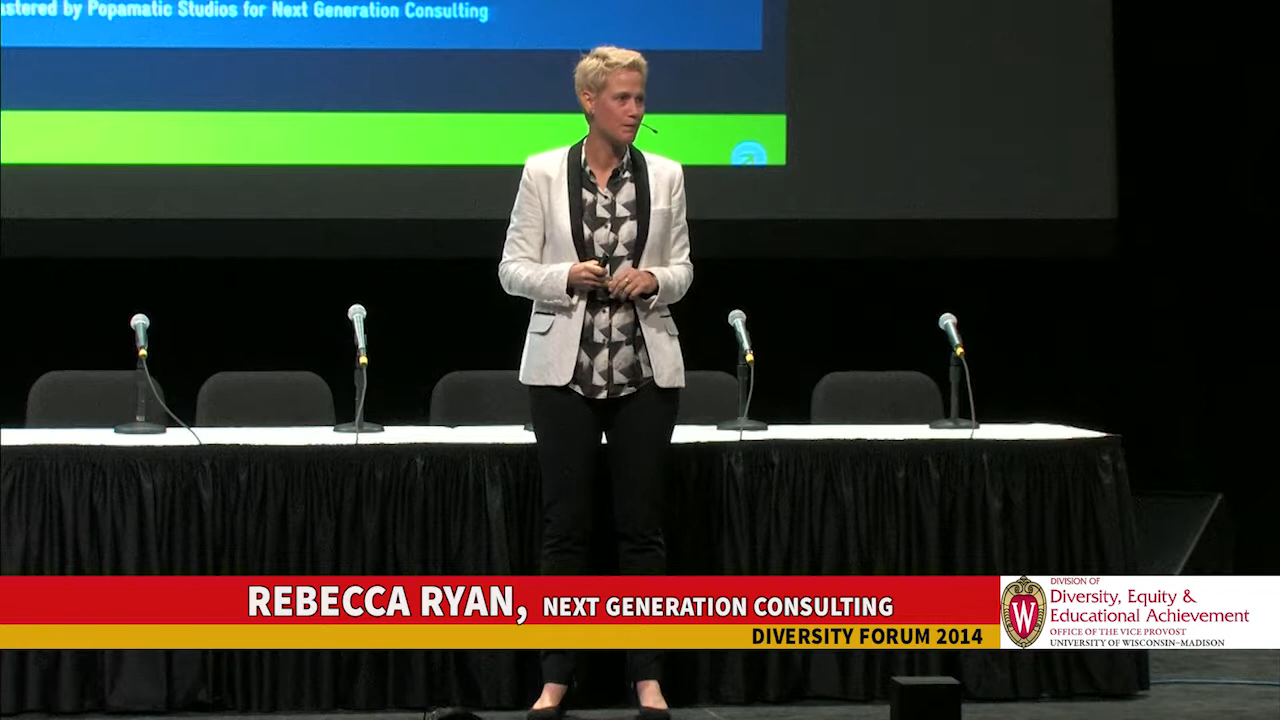 astered by Popamatic Studios for Next Generation Consulting
REBECCA RYAN, NEXT GENERATION CONSULTING
DIVERSITY FORUM 2014
W
DIVISION OF
Diversity, Equity &
Educational Achievement
OFFICE OF THE VICE PROVOST
UNIVERSITY OF WISCONSIN–MADISON